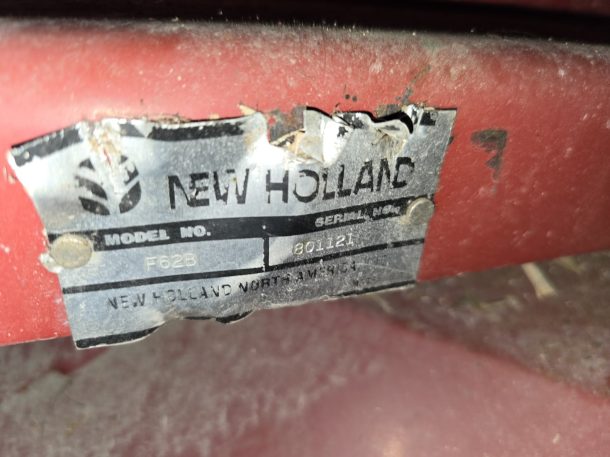 NEW HOLLAND
MODEL NO. SERIAL NO.
F62B 801121
NEW HOLLAND NORTH AMERICA